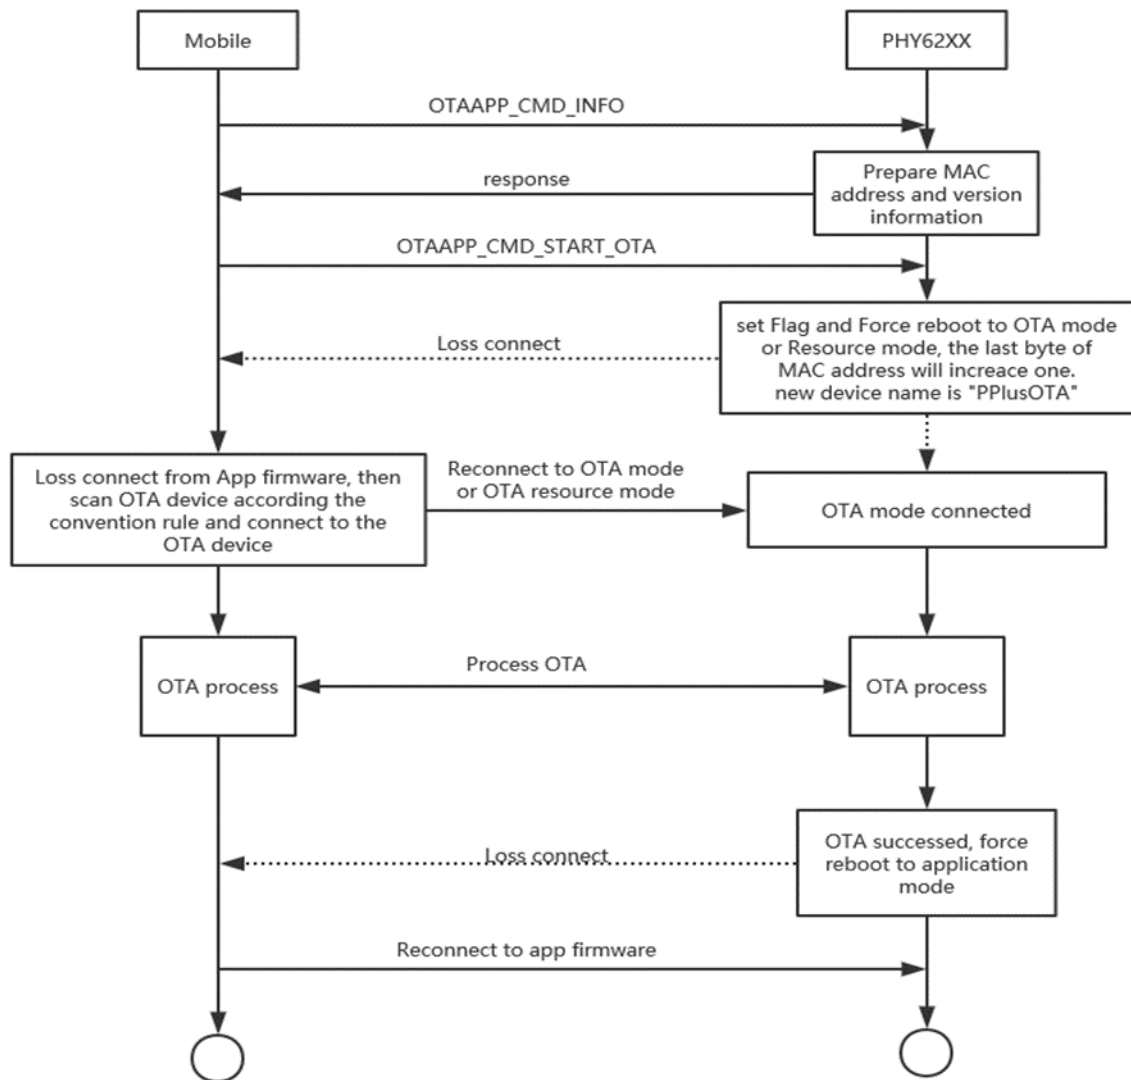 Mobile
PHY62XX
OTAAPP_CMD_INFO
Prepare MAC
address and version
information
response
OTAAPP_CMD_START_OTA
set Flag and Force reboot to OTA mode
or Resource mode, the last byte of
MAC address will increace one.
new device name is "PPlusOTA"
Loss connect
Loss connect from App firmware, then
scan OTA device according the
convention rule and connect to the
OTA device
Reconnect to OTA mode
or OTA resource mode
OTA mode connected
OTA process
Process OTA
OTA process
OTA successed, force
reboot to application
mode
Loss connect
Reconnect to app firmware